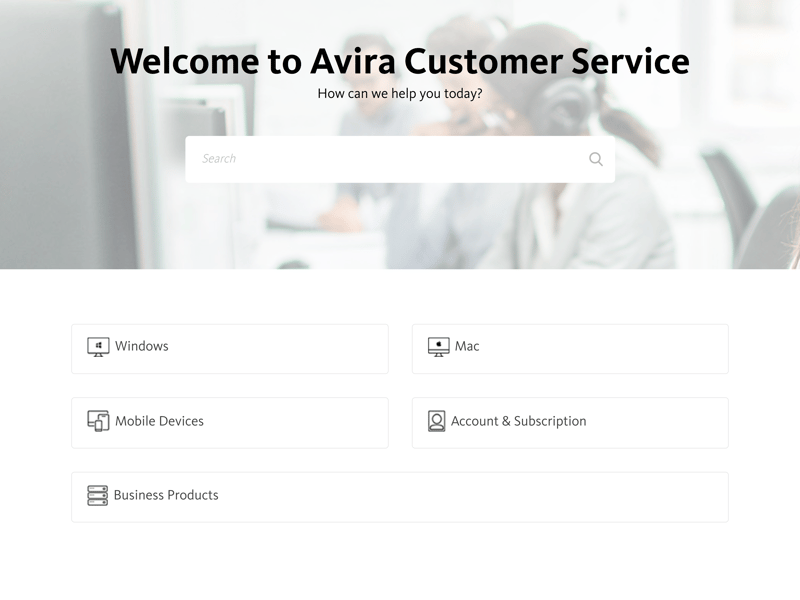 Welcome to Avira Customer Service
How can we help you today?
Search
Windows
Mac
Mobile Devices
Account & Subscription
Business Products